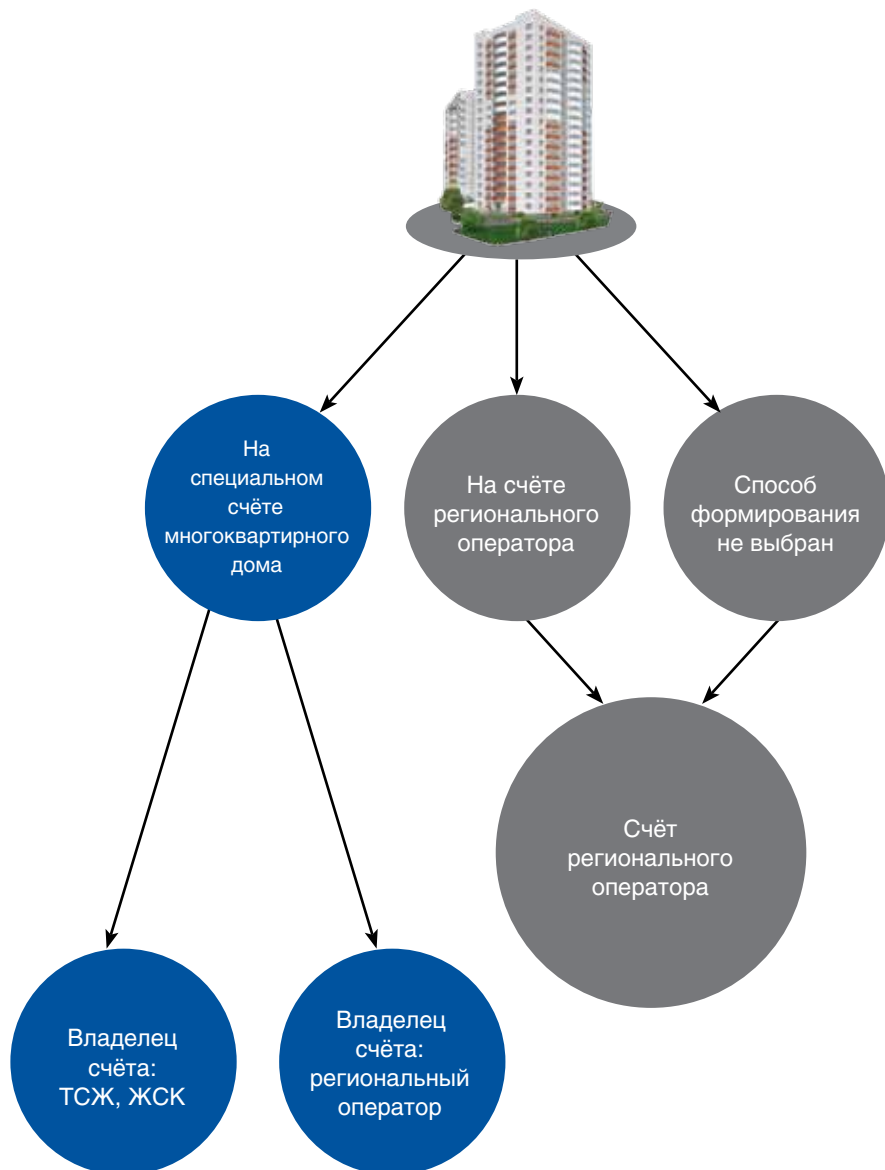 На
специальном
счёте
многоквартирного
дома
На счёте
регионального
оператора
Способ
формирования
не выбран
Счёт
регионального
оператора
Владелец
счёта:
ТСЖ, ЖСК
Владелец
счёта:
региональный
оператор